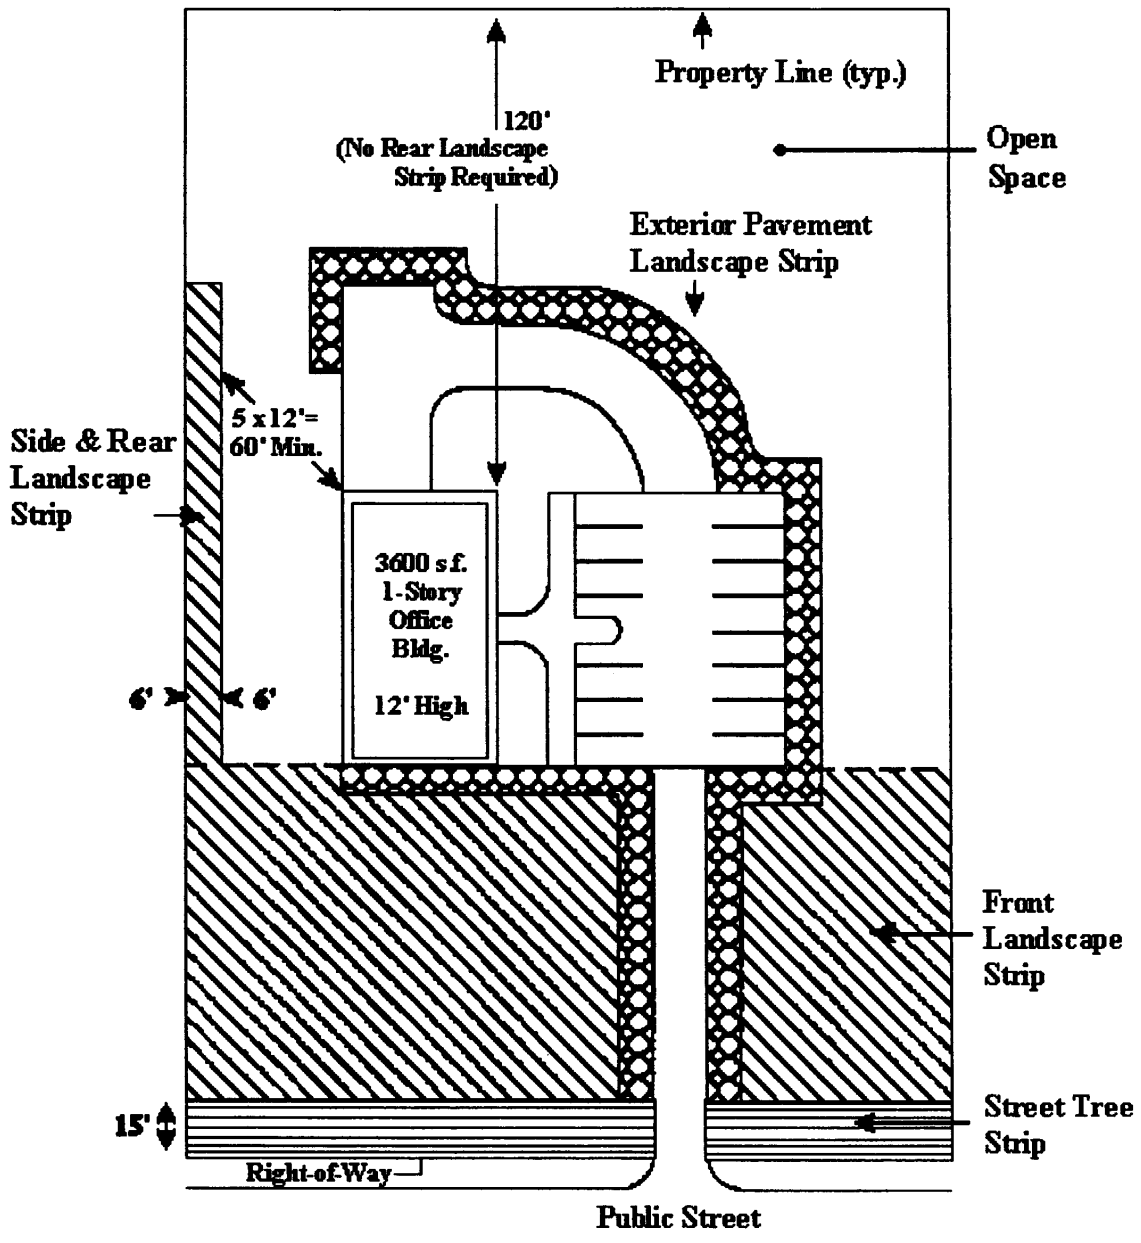 Property Line (typ.)
120'
(No Rear Landscape
Strip Required)
Open
Space
Exterior Pavement
Landscape Strip
5 x 12'=
60' Min.
Side & Rear
Landscape
Strip
3600 s.f.
1-Story
Office
Bldg.
12' High
6'
6'
Front
Landscape
Strip
15'
Street Tree
Strip
Right-of-Way
Public Street